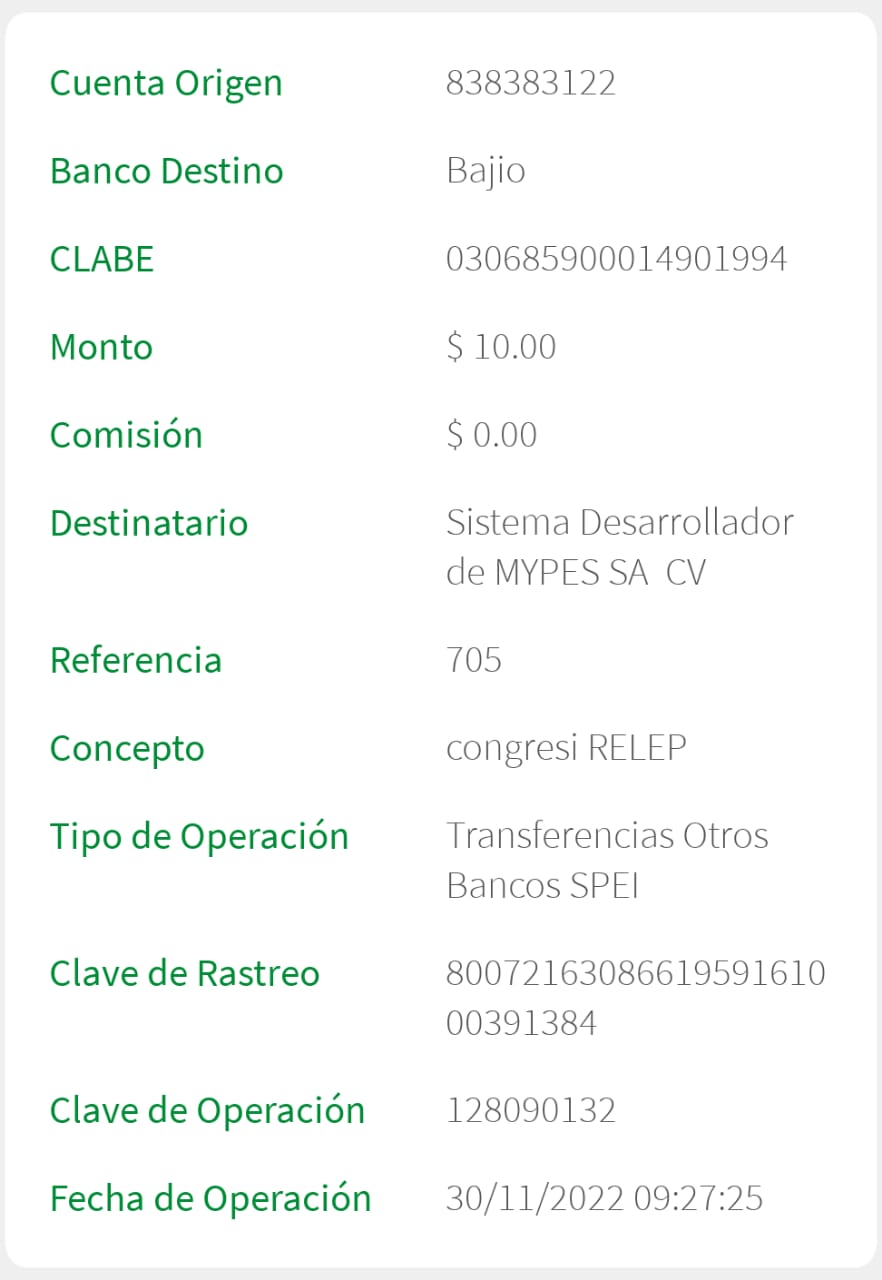 Cuenta Origen 838383122
Banco Destino Bajio
CLABE 030685900014901994
Monto $ 10.00
Comisión $ 0.00
Destinatario Sistema Desarrollador
de MYPES SA  CV
Referencia 705
Concepto congresi RELEP
Tipo de Operación Transferencias Otros
Bancos SPEI
Clave de Rastreo 80072163086619591610
00391384
Clave de Operación 128090132
Fecha de Operación 30/11/2022 09:27:25